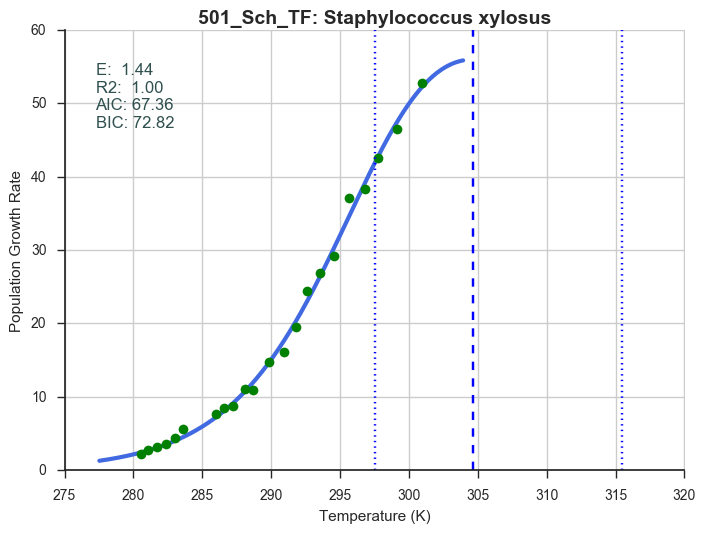 501_Sch_TF: Staphylococcus xylosus
60
E:  1.44
R2:  1.00
AIC: 67.36
BIC: 72.82
50
40
30
20
10
0
Population Growth Rate
275 280 285 290 295 300 305 310 315 320
Temperature (K)